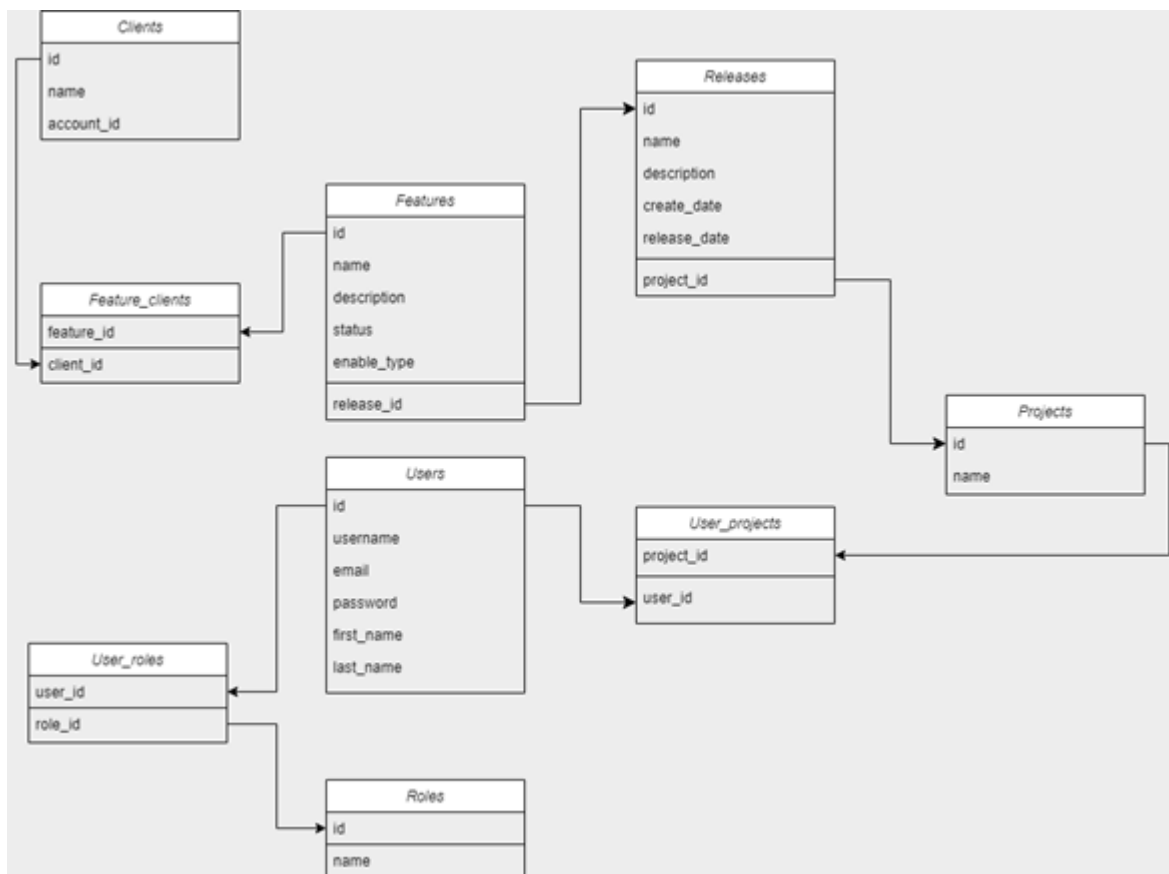 Clients
id
name
account_id
Releases
id
name
description
create_date
release_date
project_id
Features
id
name
description
status
enable_type
release_id
Feature_clients
feature_id
client_id
Projects
id
name
Users
id
username
email
password
first_name
last_name
User_projects
project_id
user_id
User_roles
user_id
role_id
Roles
id
name